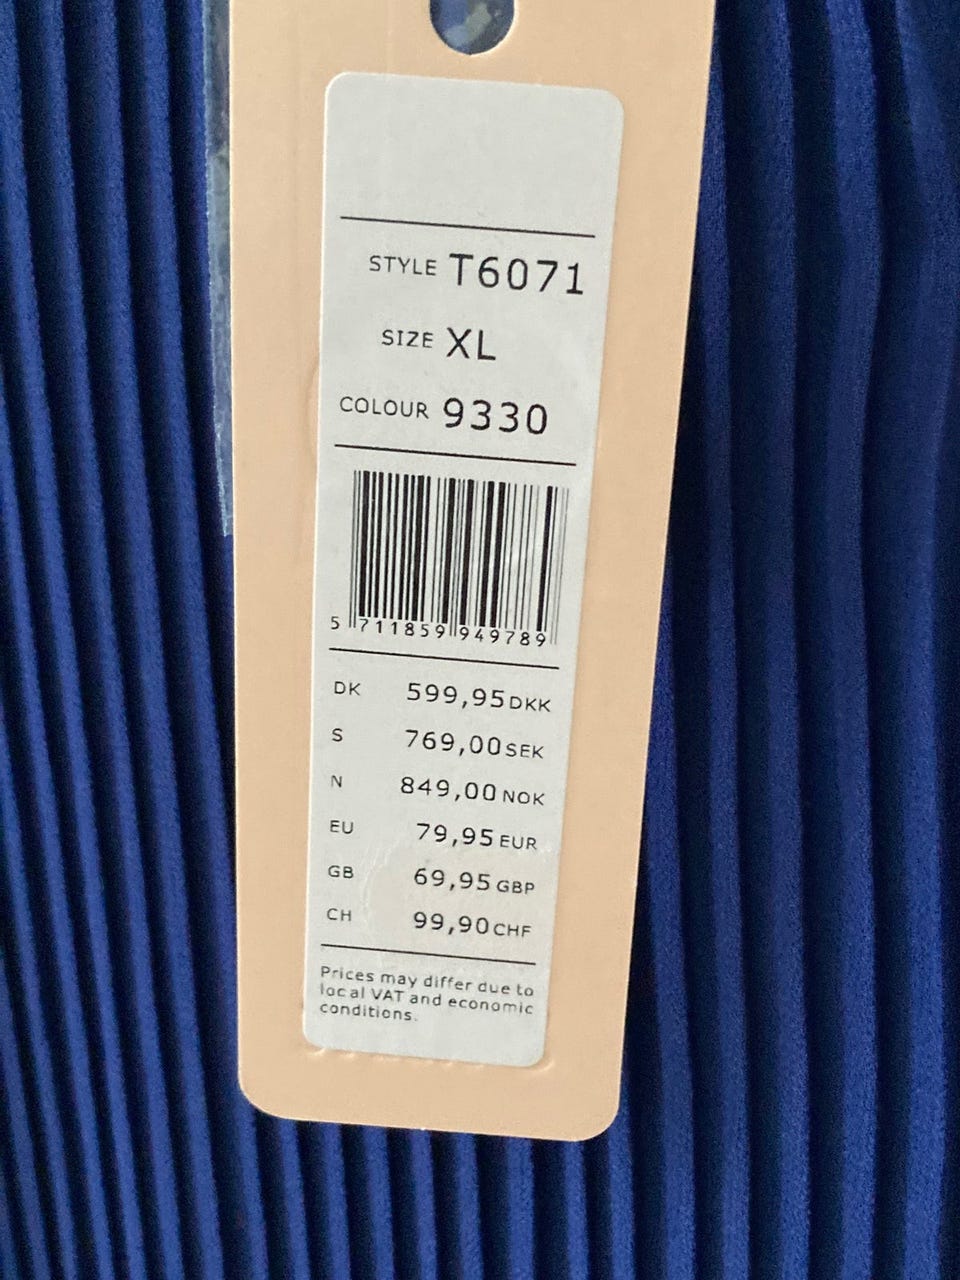 STYLE T6071
SIZE XL
COLOUR 9330
5 711859 949789
DK 599,95 DKK
S 769,00 SEK
N 849,00 NOK
EU 79,95 EUR
GB 69,95 GBP
CH 99,90 CHF
Prices may differ due to
local VAT and economic
conditions.